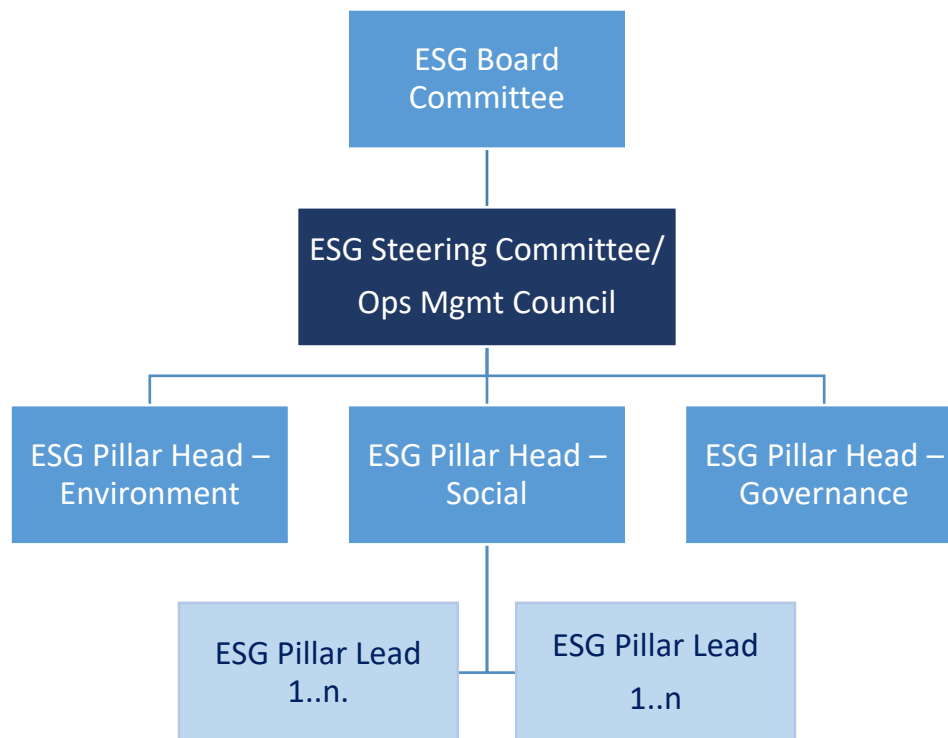 ESG Board
Committee
ESG Steering Committee/
Ops Mgmt Council
ESG Pillar Head –
Environment
ESG Pillar Head –
Social
ESG Pillar Head –
Governance
ESG Pillar Lead
1..n.
ESG Pillar Lead
1..n